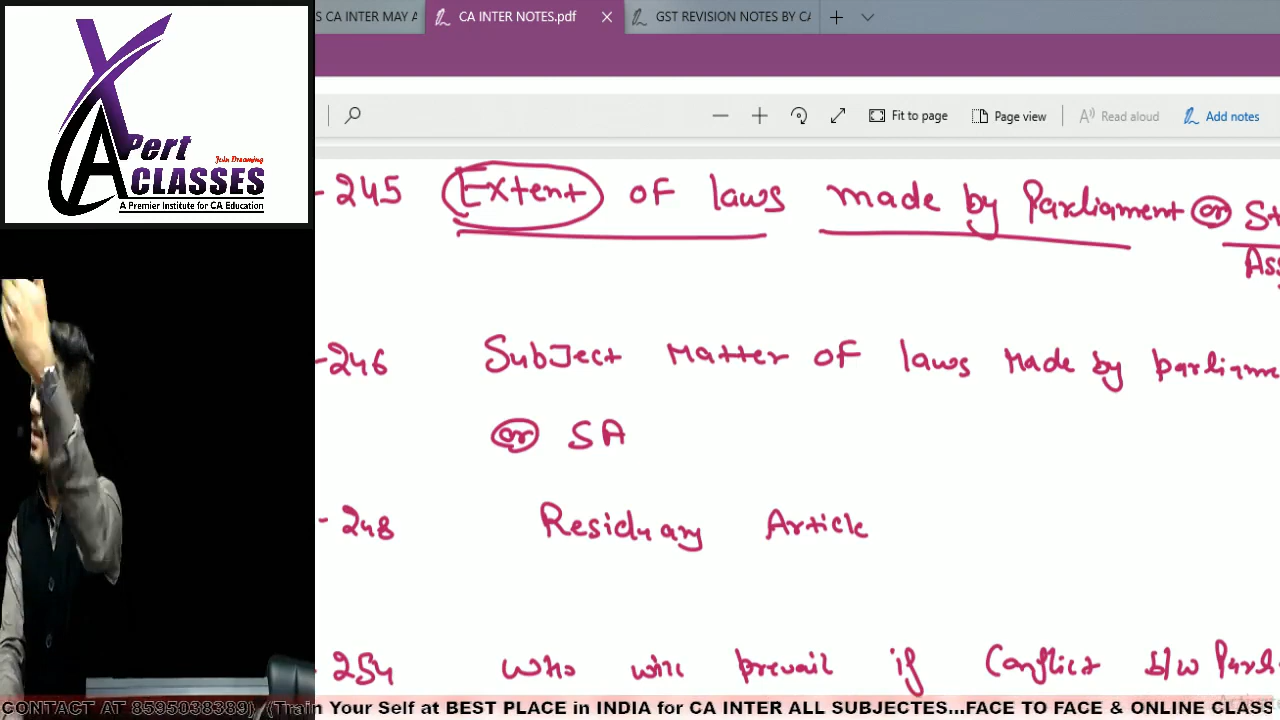 S CA INTER MAY A
CA INTER NOTES.pdf
GST REVISION NOTES BY CA
Fit to page
Page view
Read aloud
Add notes
XPert
Join Dreaming
CA CLASSES
A Premier Institute for CA Education
-245 Extent of laws made by Parliament or St
Ass
-246 Subject Matter of laws Made by parliame
or SA
-248 Residuary Article
-254 Who will prevail if Conflict b/w Parli
CONTACT AT 8595038389) (Train Your Self at BEST PLACE in INDIA for CA INTER ALL SUBJECTES...FACE TO FACE & ONLINE CLASS